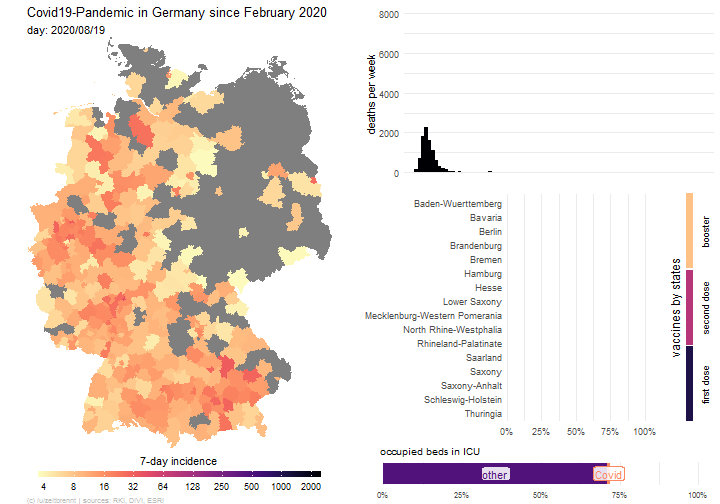 Covid19-Pandemic in Germany since February 2020
day: 2020/08/19
7-day incidence
4 8 16 32 64 128 250 500 1000 2000
(c) /u/zeitbrennt | sources: RKI, DIVI, ESRI
deaths per week
8000
6000
4000
2000
0
Baden-Wuerttemberg
Bavaria
Berlin
Brandenburg
Bremen
Hamburg
Hesse
Lower Saxony
Mecklenburg-Western Pomerania
North Rhine-Westphalia
Rhineland-Palatinate
Saarland
Saxony
Saxony-Anhalt
Schleswig-Holstein
Thuringia
0% 25% 50% 75% 100%
vaccines by states
booster
second dose
first dose
occupied beds in ICU
other Covid
0% 25% 50% 75% 100%